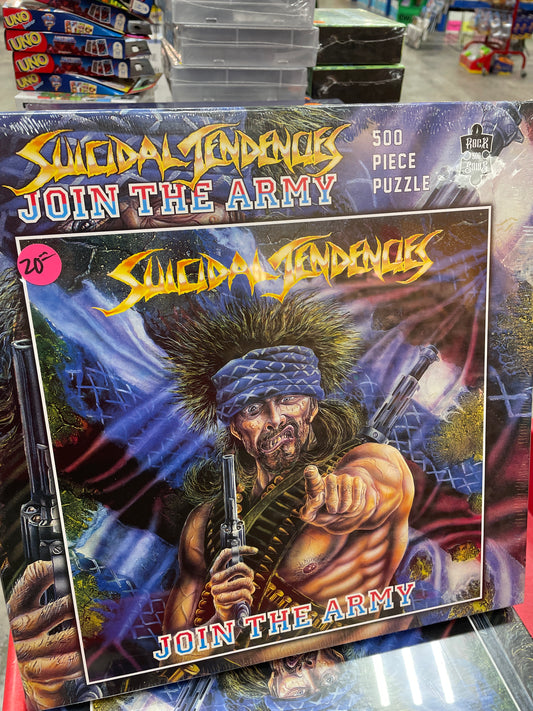 UNO
UNO
UNO
UNO
SUICIDAL TENDENCIES
JOIN THE ARMY
500
PIECE
PUZZLE
ROCK
SAWS
20
SUICIDAL TENDENCIES
JOIN THE ARMY